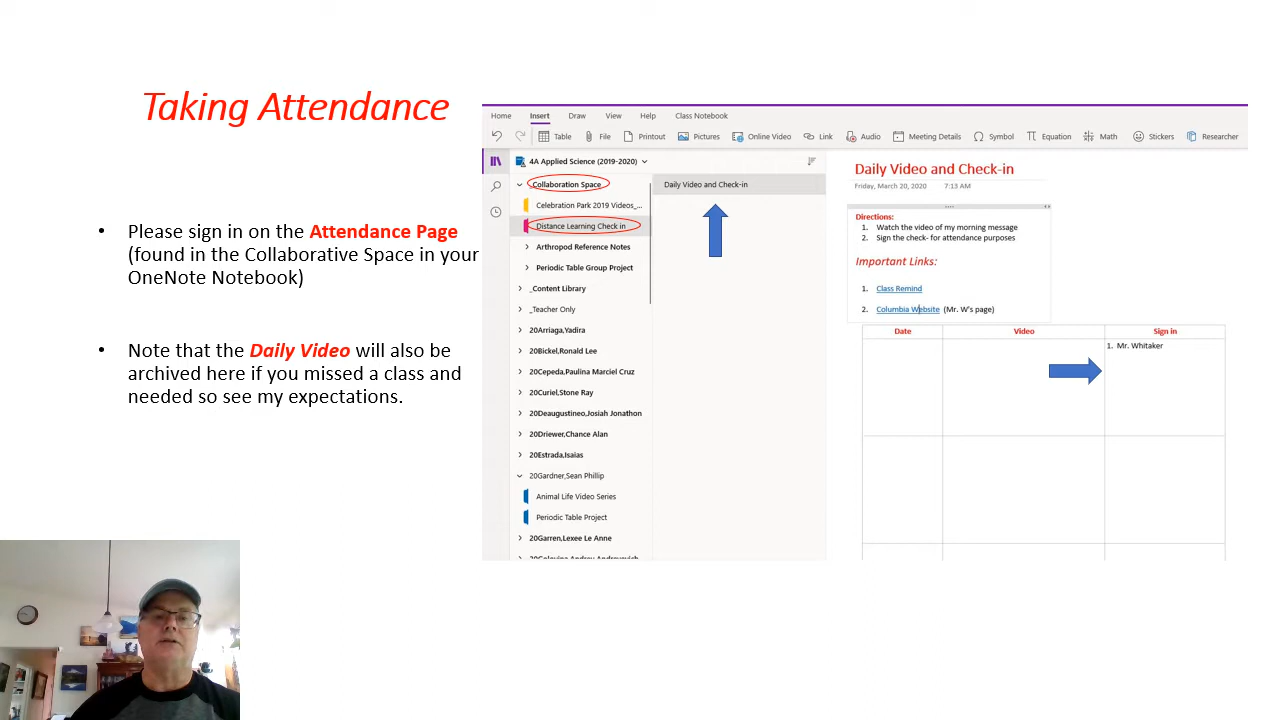 Taking Attendance
• Please sign in on the Attendance Page
(found in the Collaborative Space in your
OneNote Notebook)
• Note that the Daily Video will also be
archived here if you missed a class and
needed so see my expectations.
Home Insert Draw View Help Class Notebook
Table File Printout Pictures Online Video Link Audio Meeting Details Symbol Equation Math Stickers Researcher
4A Applied Science (2019-2020)
Collaboration Space
Celebration Park 2019 Videos_...
Distance Learning Check in
Arthropod Reference Notes
Periodic Table Group Project
_Content Library
_Teacher Only
20Arriaga,Yadira
20Bickel,Ronald Lee
20Cepeda,Paulina Marciel Cruz
20Curiel,Stone Ray
20Deaugustineo,Josiah Jonathon
20Driewer,Chance Alan
20Estrada,Isaias
20Gardner,Sean Phillip
Animal Life Video Series
Periodic Table Project
20Garren,Lexee Le Anne
Daily Video and Check-in
Daily Video and Check-in
Friday, March 20, 2020 7:13 AM
Directions:
1. Watch the video of my morning message
2. Sign the check- for attendance purposes
Important Links:
1. Class Remind
2. Columbia Website (Mr. W's page)
Date Video Sign in
1. Mr. Whitaker